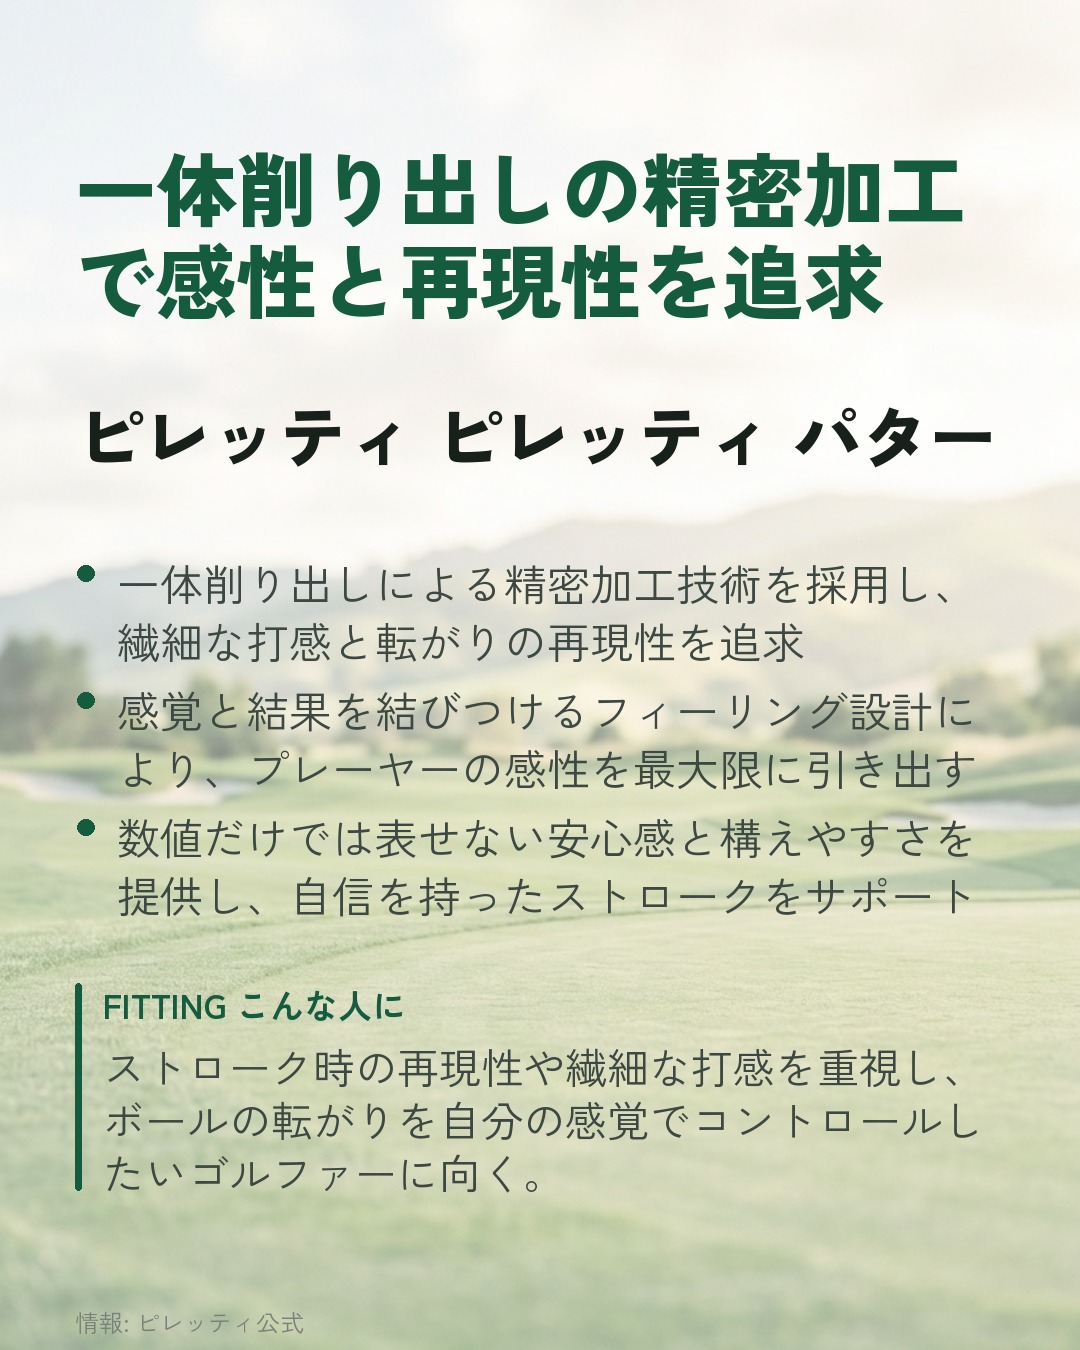 一体削り出しの精密加工
で感性と再現性を追求
ピレッティ ピレッティ パター
一体削り出しによる精密加工技術を採用し、
繊細な打感と転がりの再現性を追求
感覚と結果を結びつけるフィーリング設計に
より、プレーヤーの感性を最大限に引き出す
数値だけでは表せない安心感と構えやすさを
提供し、自信を持ったストロークをサポート
FITTING こんな人に
ストローク時の再現性や繊細な打感を重視し、
ボールの転がりを自分の感覚でコントロールし
たいゴルファーに向く。
情報: ピレッティ公式